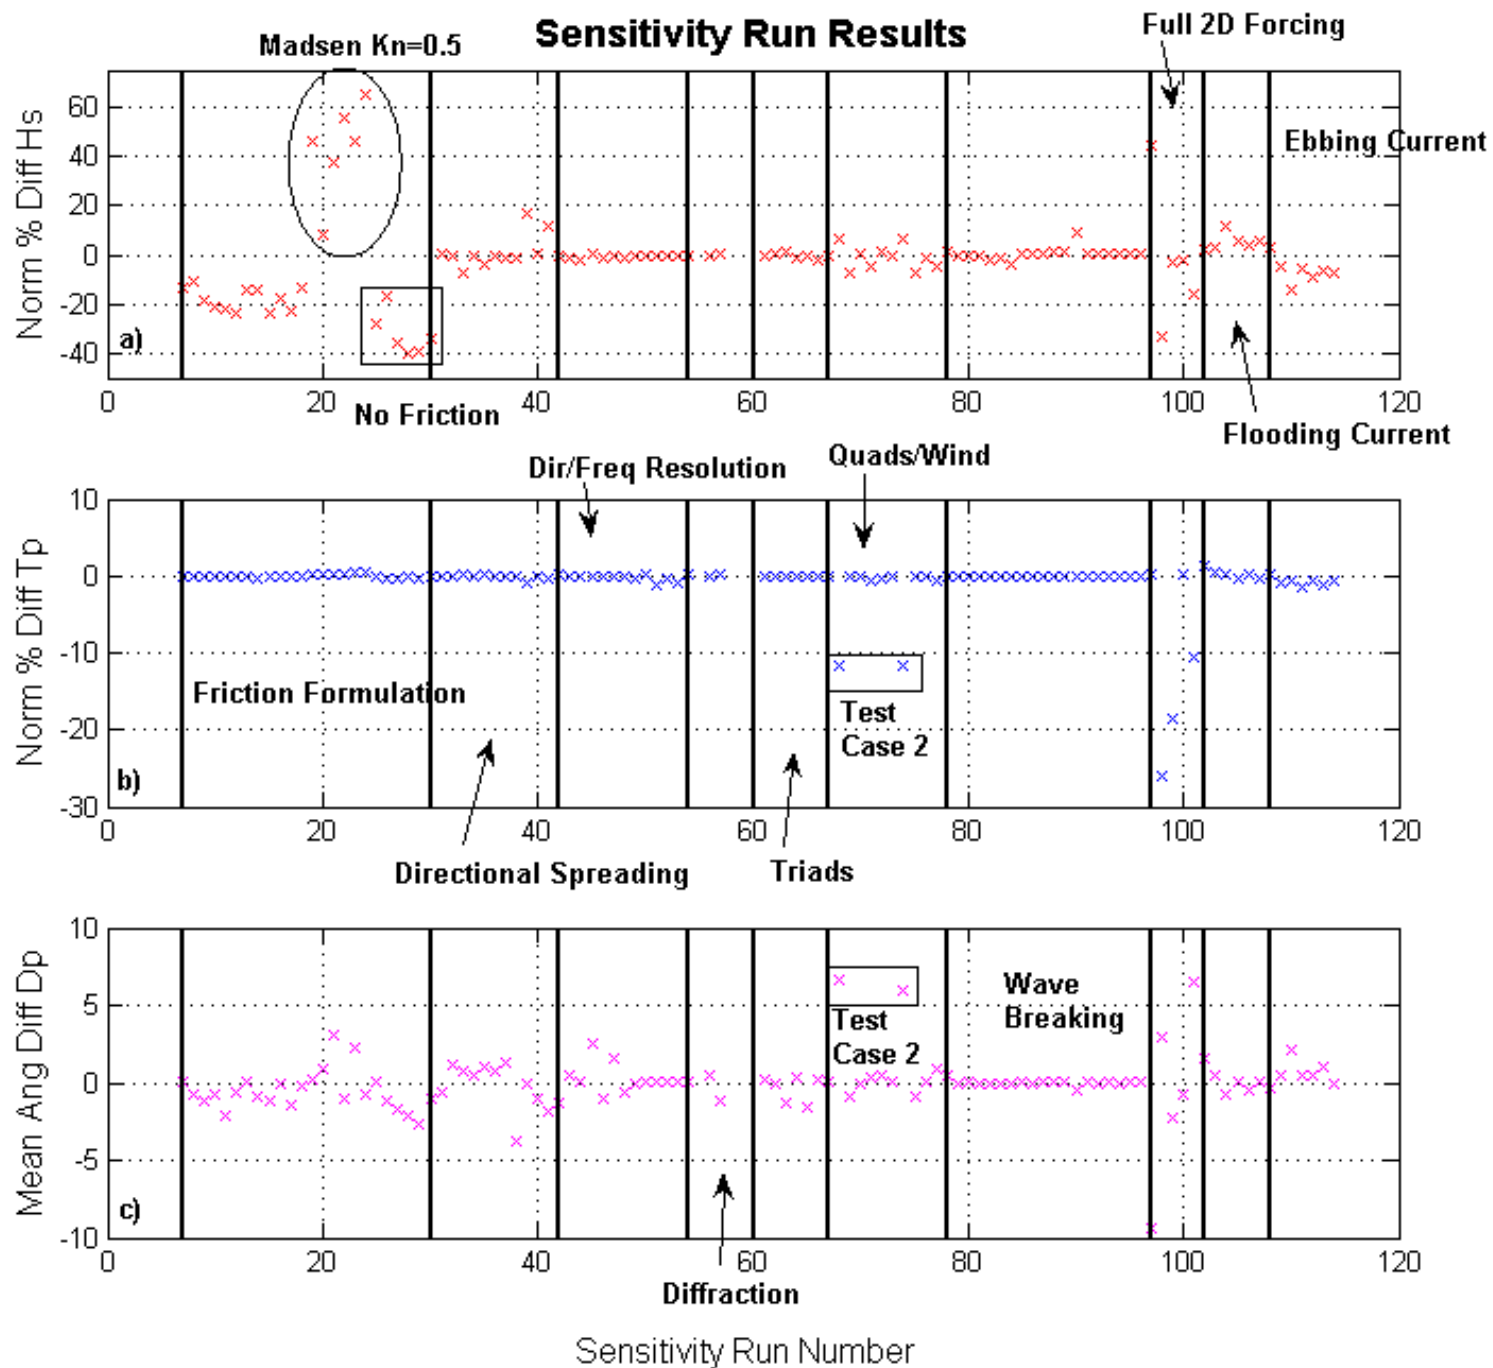 Sensitivity Run Results
Madsen Kn=0.5
Full 2D Forcing
Norm % Diff Hs
60
40
20
0
-20
-40
a)
Ebbing Current
No Friction
Flooding Current
0 20 40 60 80 100 120
Dir/Freq Resolution
Quads/Wind
Norm % Diff Tp
10
0
-10
-20
-30
b)
Friction Formulation
Test
Case 2
0 20 40 60 80 100 120
Directional Spreading
Triads
Mean Ang Diff Dp
10
5
0
-5
-10
c)
Test
Case 2
Wave
Breaking
0 20 40 60 80 100 120
Diffraction
Sensitivity Run Number